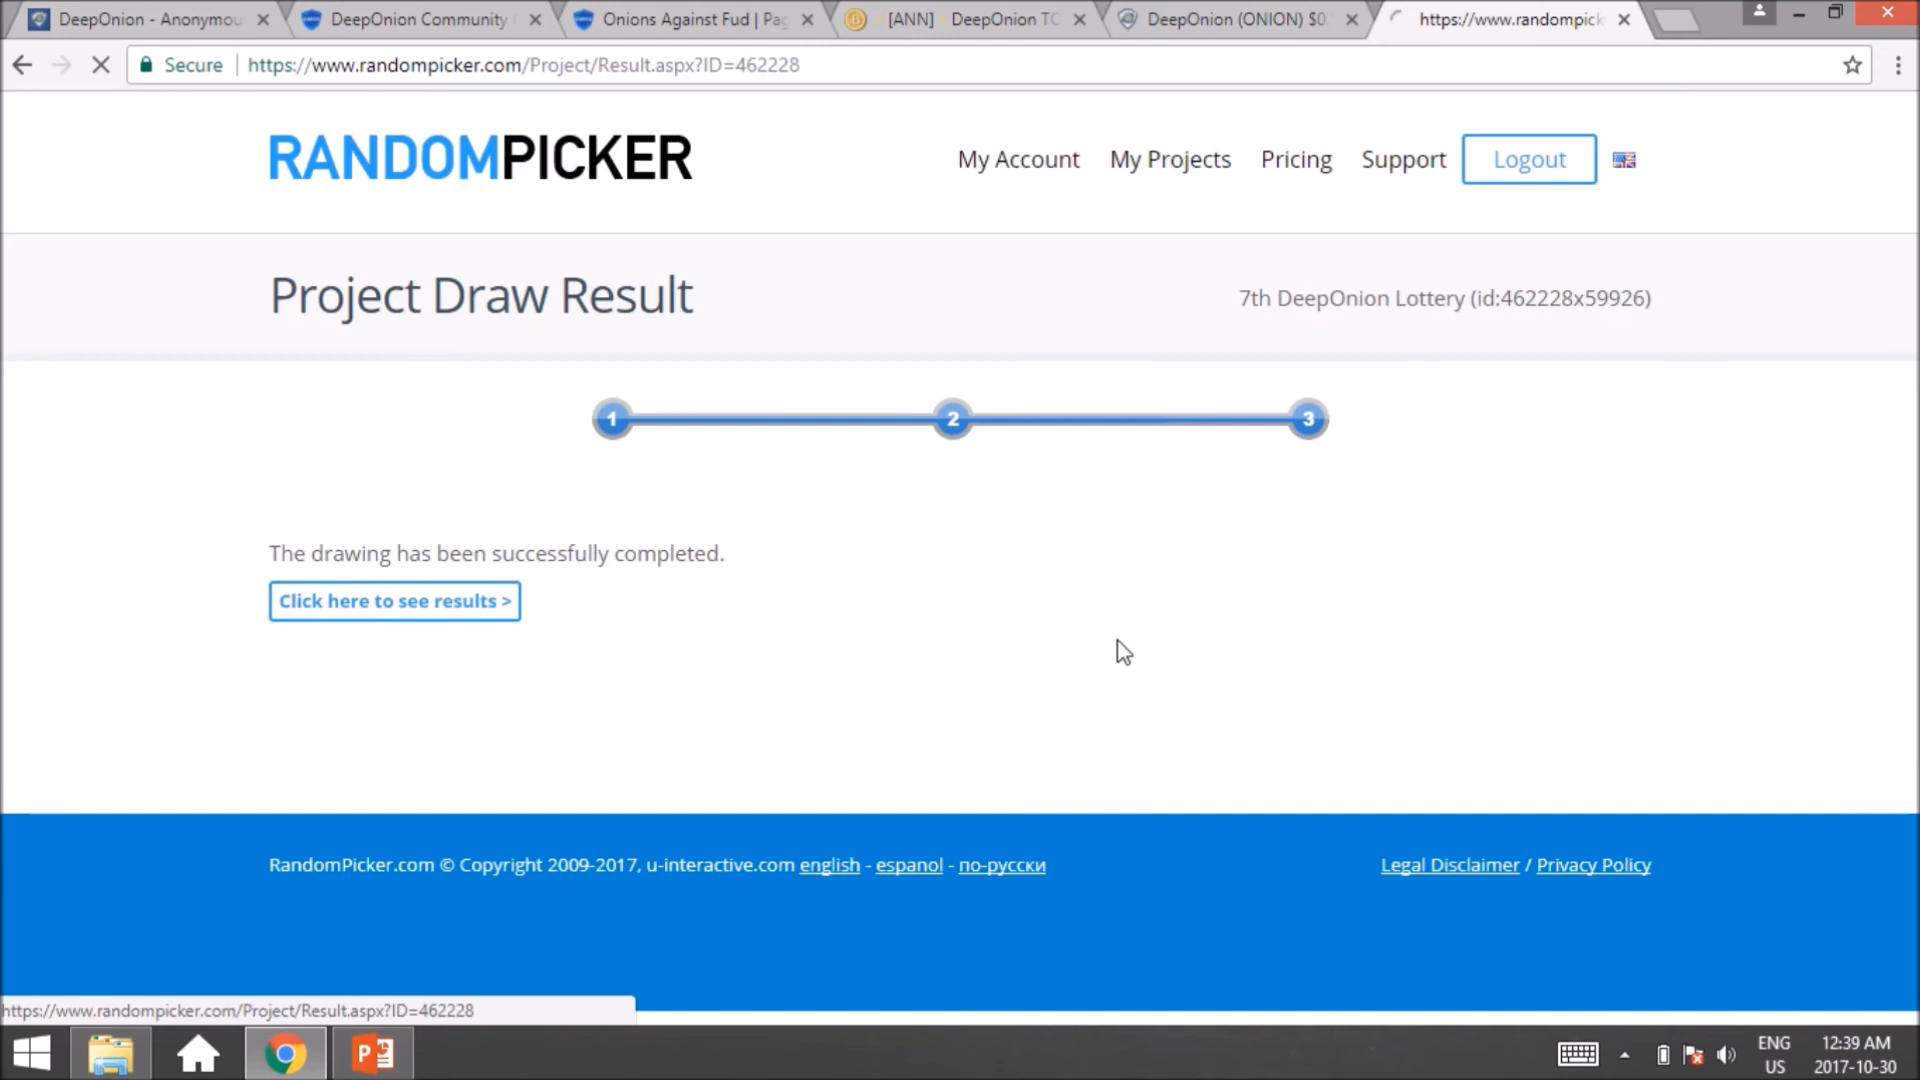 DeepOnion - Anonymou
DeepOnion Community
Onions Against Fud | Pag
[ANN] DeepOnion TO
DeepOnion (ONION) $0.
https://www.randompick
Secure
https://www.randompicker.com/Project/Result.aspx?ID=462228
RANDOMPICKER
My Account
My Projects
Pricing
Support
Logout
Project Draw Result
7th DeepOnion Lottery (id:462228x59926)
1
2
3
The drawing has been successfully completed.
Click here to see results >
RandomPicker.com © Copyright 2009-2017, u-interactive.com english - espanol - по-русски
Legal Disclaimer / Privacy Policy
https://www.randompicker.com/Project/Result.aspx?ID=462228
ENG
US
12:39 AM
2017-10-30